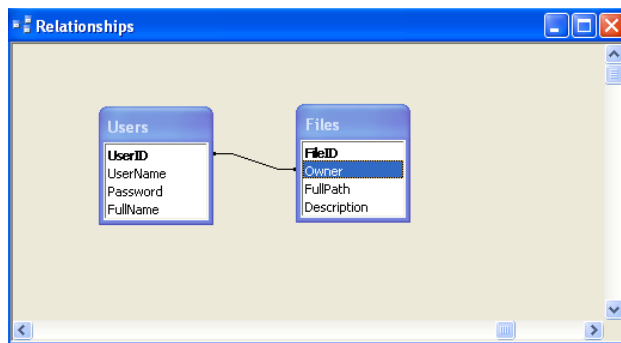 Relationships
Users
UserID
UserName
Password
FullName
Files
FileID
Owner
FullPath
Description